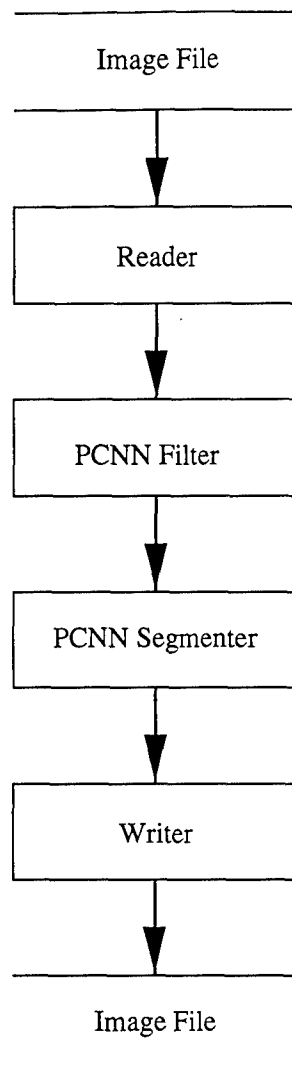 Image File
Reader
PCNN Filter
PCNN Segmenter
Writer
Image File